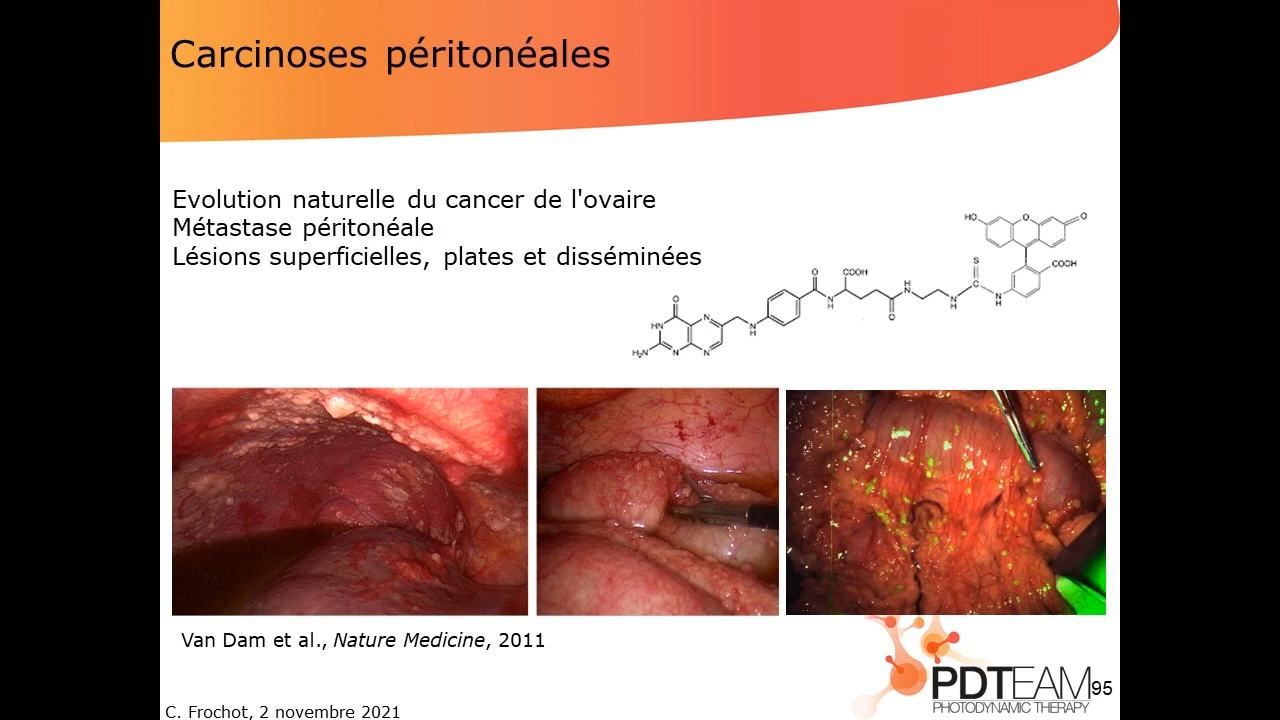 Carcinoses péritonéales
Evolution naturelle du cancer de l'ovaire
Métastase péritonéale
Lésions superficielles, plates et disséminées
HO
O
O
COOH
S
C
N
H
H
N
N
H
O
COOH
N
H
O
O
HN
H₂N
N
N
N
N
H
Van Dam et al., Nature Medicine, 2011
PDTEAM
PHOTODYNAMIC THERAPY
95
C. Frochot, 2 novembre 2021